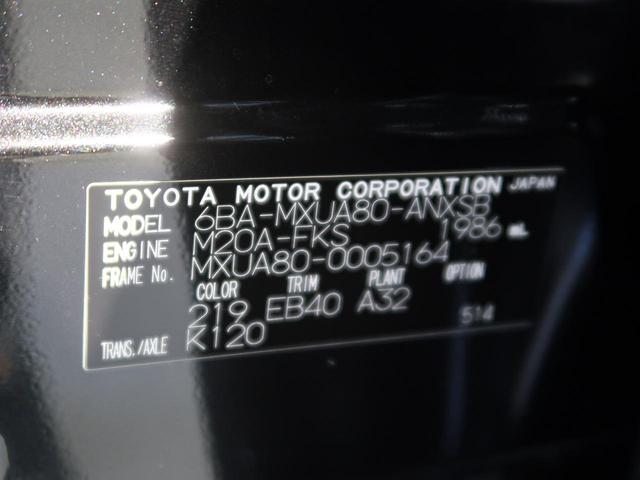 TOYOTA MOTOR CORPORATION JAPAN
MODEL 6BA-MXUA80-ANXSB
ENGINE M20A-FKS 1986 mL
FRAME No. MXUA80-0005164
COLOR TRIM PLANT OPTION
219 EB40 A32
TRANS./AXLE K120 514